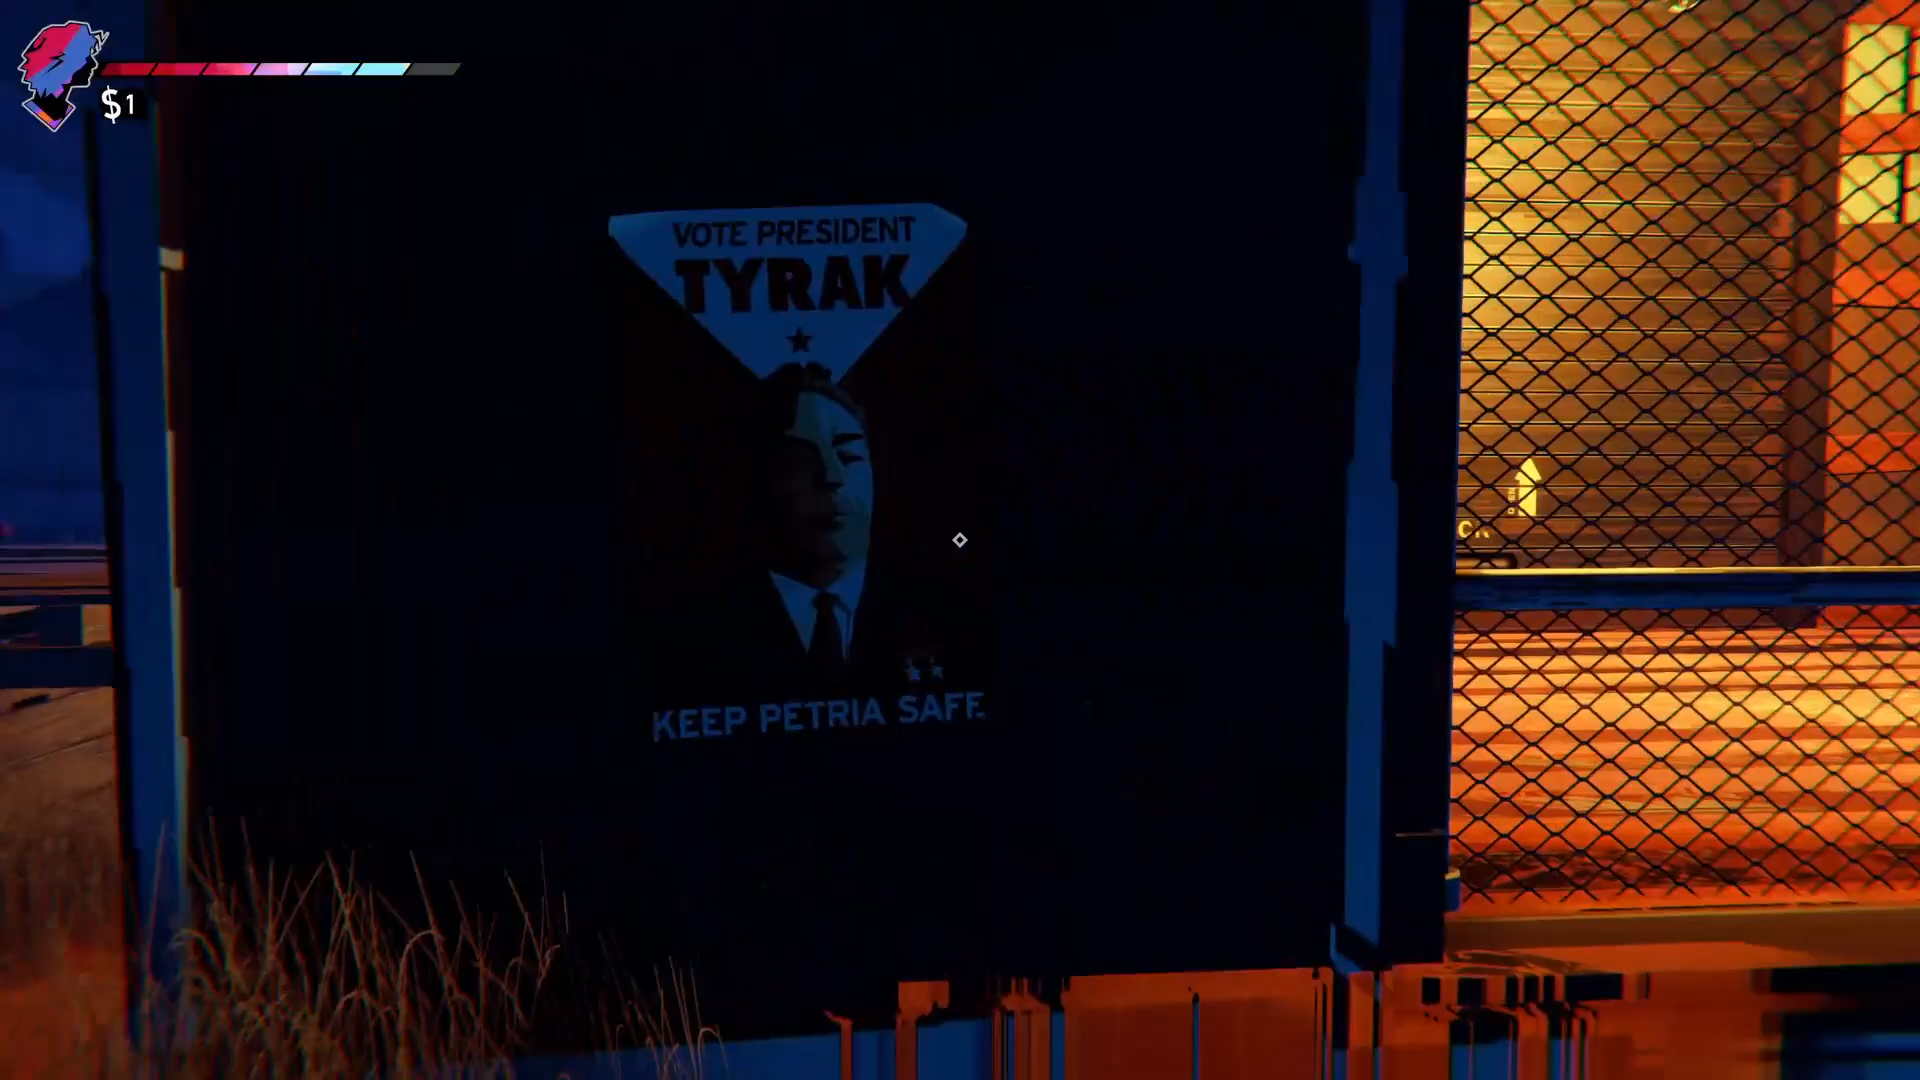 $1
VOTE PRESIDENT
TYRAK
KEEP PETRIA SAFE